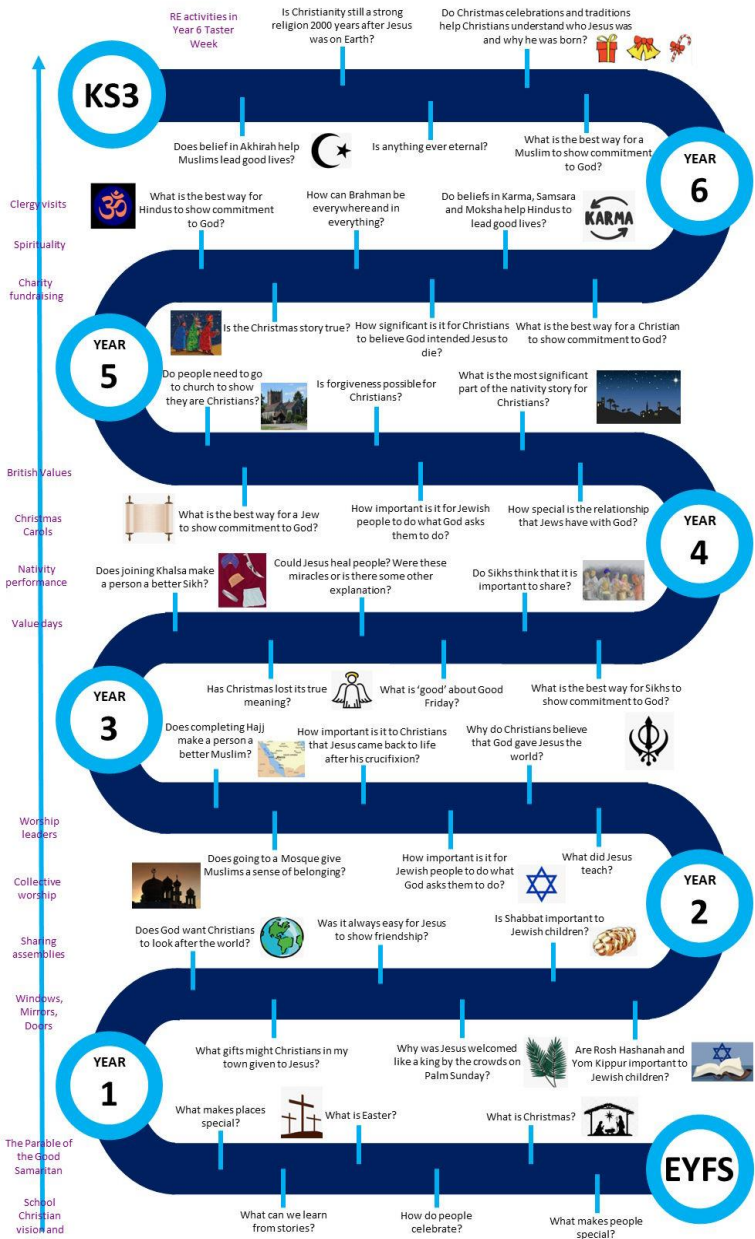 RE activities in
Year 6 Taster
Week
Is Christianity still a strong
religion 2000 years after Jesus
was on Earth?
Do Christmas celebrations and traditions
help Christians understand who Jesus was
and why he was born?
KS3
Does belief in Akhirah help
Muslims lead good lives?
Is anything ever eternal?
What is the best way for a
Muslim to show commitment
to God?
YEAR
6
Clergy visits
ॐ
What is the best way for
Hindus to show commitment
to God?
How can Brahman be
everywhere and in
everything?
Do beliefs in Karma, Samsara
and Moksha help Hindus to
lead good lives?
KARMA
Spirituality
Charity
fundraising
Is the Christmas story true?
How significant is it for Christians
to believe God intended Jesus to
die?
What is the best way for a Christian
to show commitment to God?
YEAR
5
Do people need to go
to church to show
they are Christians?
Is forgiveness possible for
Christians?
What is the most significant
part of the nativity story for
Christians?
British Values
Christmas
Carols
What is the best way for a Jew
to show commitment to God?
How important is it for Jewish
people to do what God asks
them to do?
How special is the relationship
that Jews have with God?
YEAR
4
Nativity
performance
Does joining Khalsa make
a person a better Sikh?
Could Jesus heal people? Were these
miracles or is there some other
explanation?
Do Sikhs think that it is
important to share?
Value days
Has Christmas lost its true
meaning?
What is ‘good’ about Good
Friday?
What is the best way for Sikhs to
show commitment to God?
YEAR
3
Does completing Hajj
make a person a
better Muslim?
How important is it to Christians
that Jesus came back to life
after his crucifixion?
Why do Christians believe
that God gave Jesus the
world?
Worship
leaders
Does going to a Mosque give
Muslims a sense of belonging?
How important is it for
Jewish people to do what
God asks them to do?
What did Jesus
teach?
YEAR
2
Collective
worship
Sharing
assemblies
Does God want Christians
to look after the world?
Was it always easy for Jesus
to show friendship?
Is Shabbat important to
Jewish children?
Windows,
Mirrors,
Doors
What gifts might Christians in my
town given to Jesus?
Why was Jesus welcomed
like a king by the crowds on
Palm Sunday?
Are Rosh Hashanah and
Yom Kippur important to
Jewish children?
YEAR
1
What makes places
special?
What is Easter?
What is Christmas?
The Parable of
the Good
Samaritan
EYFS
School
Christian
vision and
What can we learn
from stories?
How do people
celebrate?
What makes people
special?